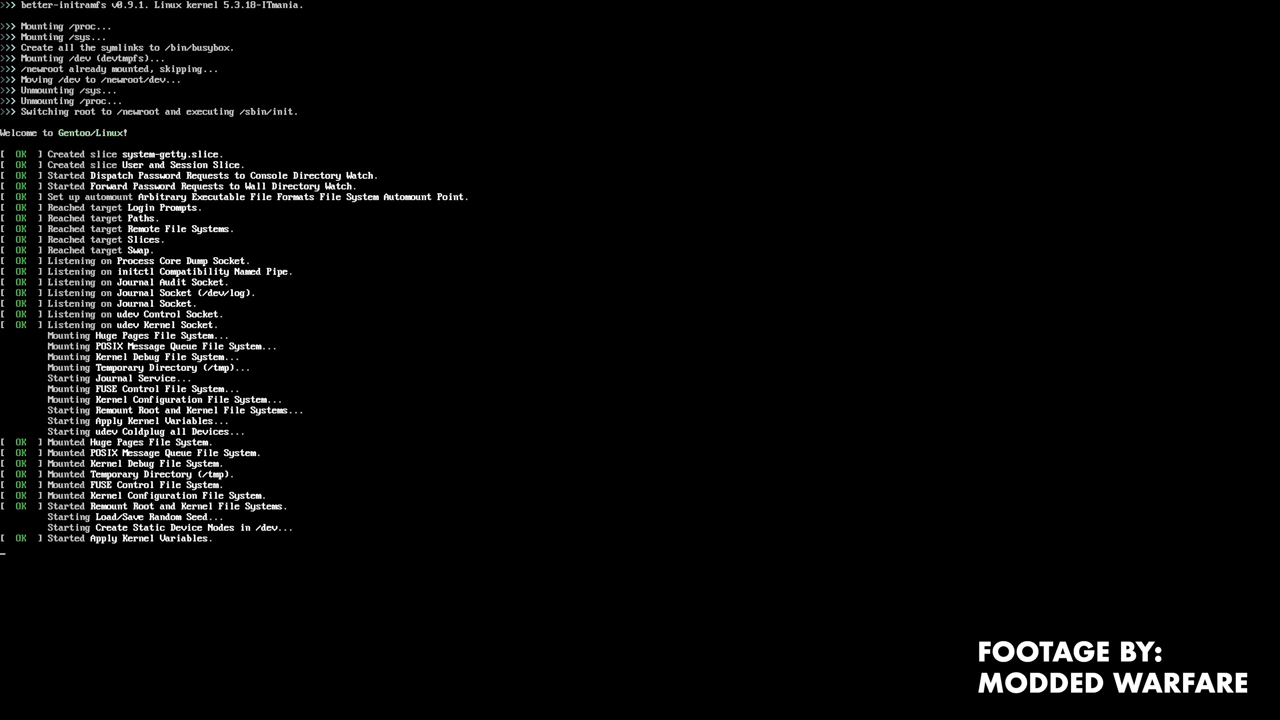 >>> better-initramfs v0.9.1. Linux kernel 5.3.18-ITmania.
>>> Mounting /proc...
>>> Mounting /sys...
>>> Create all the symlinks to /bin/busybox.
>>> Mounting /dev (devtmpfs)...
>>> /newroot already mounted, skipping...
>>> Moving /dev to /newroot/dev...
>>> Unmounting /sys...
>>> Unmounting /proc...
>>> Switching root to /newroot and executing /sbin/init.
Welcome to Gentoo/Linux!
[  OK  ] Created slice system-getty.slice.
[  OK  ] Created slice User and Session Slice.
[  OK  ] Started Dispatch Password Requests to Console Directory Watch.
[  OK  ] Started Forward Password Requests to Wall Directory Watch.
[  OK  ] Set up automount Arbitrary Executable File Formats File System Automount Point.
[  OK  ] Reached target Login Prompts.
[  OK  ] Reached target Paths.
[  OK  ] Reached target Remote File Systems.
[  OK  ] Reached target Slices.
[  OK  ] Reached target Swap.
[  OK  ] Listening on Process Core Dump Socket.
[  OK  ] Listening on initctl Compatibility Named Pipe.
[  OK  ] Listening on Journal Audit Socket.
[  OK  ] Listening on Journal Socket (/dev/log).
[  OK  ] Listening on Journal Socket.
[  OK  ] Listening on udev Control Socket.
[  OK  ] Listening on udev Kernel Socket.
Mounting Huge Pages File System...
Mounting POSIX Message Queue File System...
Mounting Kernel Debug File System...
Mounting Temporary Directory (/tmp)...
Starting Journal Service...
Mounting FUSE Control File System...
Mounting Kernel Configuration File System...
Starting Remount Root and Kernel File Systems...
Starting Apply Kernel Variables...
Starting udev Coldplug all Devices...
[  OK  ] Mounted Huge Pages File System.
[  OK  ] Mounted POSIX Message Queue File System.
[  OK  ] Mounted Kernel Debug File System.
[  OK  ] Mounted Temporary Directory (/tmp).
[  OK  ] Mounted FUSE Control File System.
[  OK  ] Mounted Kernel Configuration File System.
[  OK  ] Started Remount Root and Kernel File Systems.
Starting Load/Save Random Seed...
Starting Create Static Device Nodes in /dev...
[  OK  ] Started Apply Kernel Variables.
FOOTAGE BY:
MODDED WARFARE